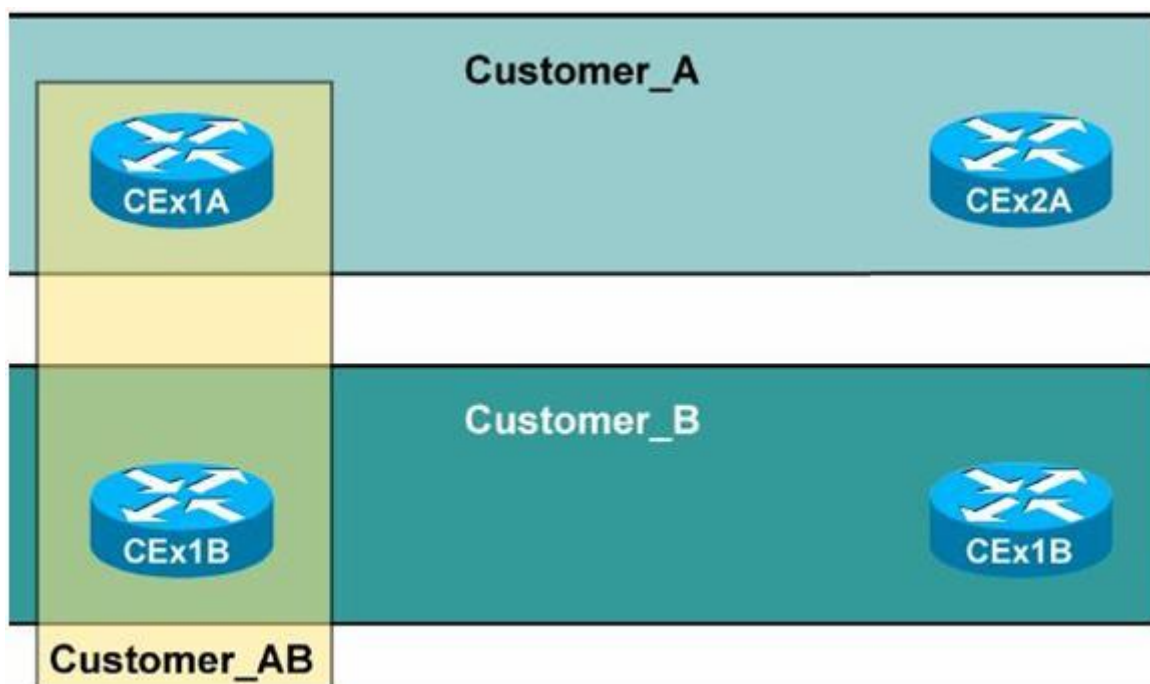 Customer_A
CEx1A
CEx2A
Customer_B
CEx1B
CEx1B
Customer_AB